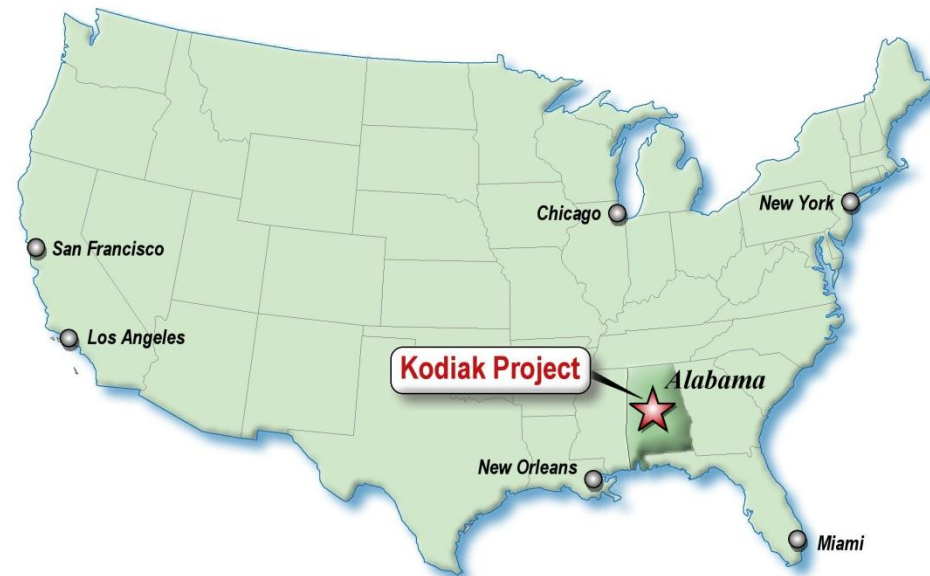 Chicago
New York
San Francisco
Los Angeles
Kodiak Project
Alabama
New Orleans
Miami